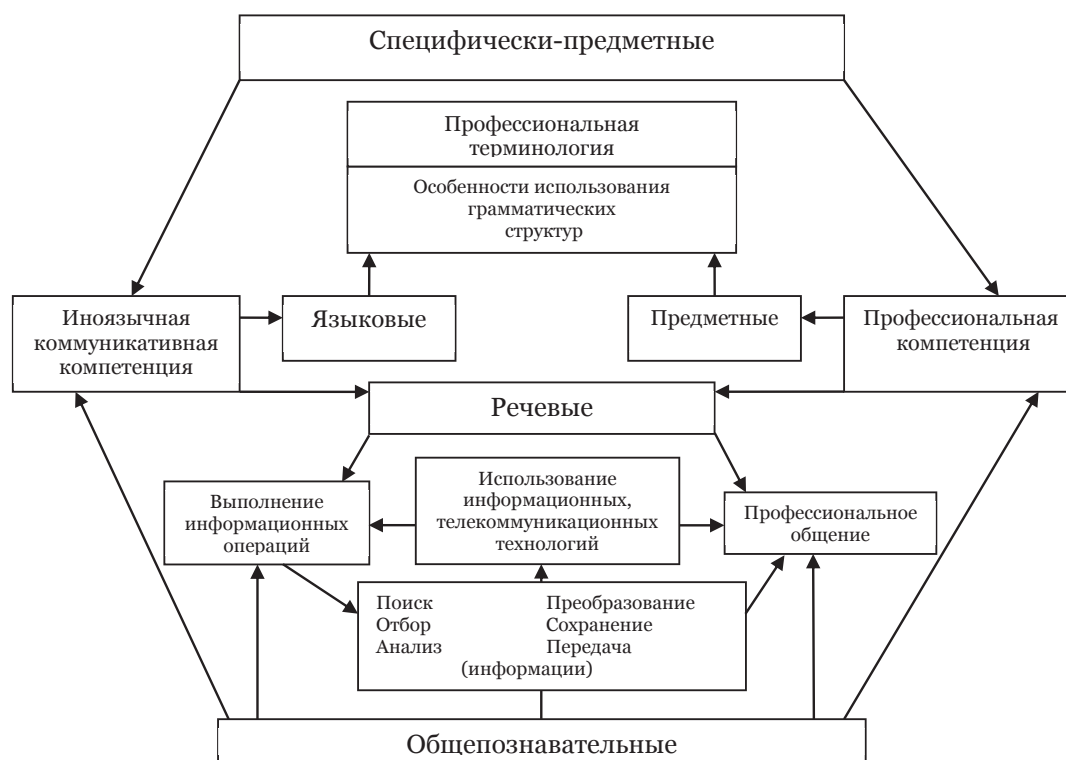 Специфически-предметные
Профессиональная
терминология
Особенности использования
грамматических
структур
Иноязычная
коммуникативная
компетенция
Языковые
Предметные
Профессиональная
компетенция
Речевые
Выполнение
информационных
операций
Использование
информационных,
телекоммуникационных
технологий
Профессиональное
общение
Поиск Преобразование
Отбор Сохранение
Анализ Передача
(информации)
Общепознавательные